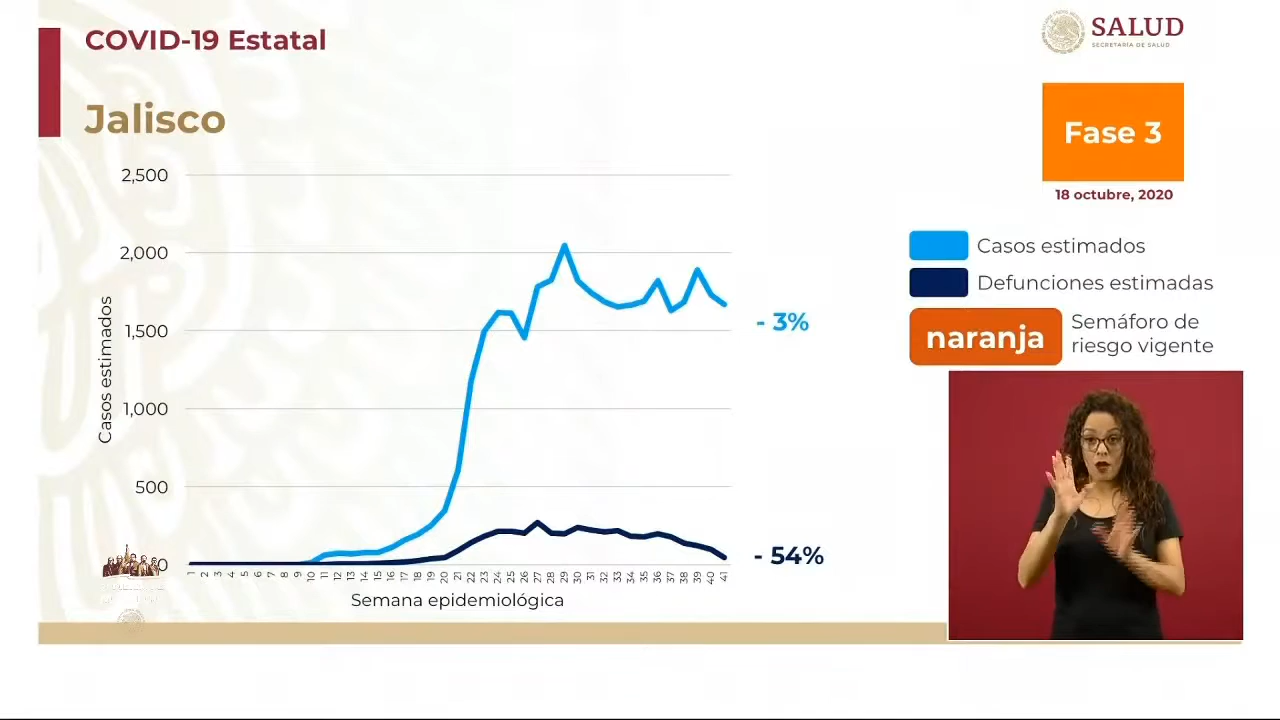 COVID-19 Estatal
SALUD
SECRETARÍA DE SALUD
Jalisco
Fase 3
18 octubre, 2020
Casos estimados
Defunciones estimadas
naranja
Semáforo de
riesgo vigente
2,500
2,000
1,500
1,000
500
0
Casos estimados
- 3%
- 54%
1 2 3 4 5 6 7 8 9 10 11 12 13 14 15 16 17 18 19 20 21 22 23 24 25 26 27 28 29 30 31 32 33 34 35 36 37 38 39 40 41
Semana epidemiológica